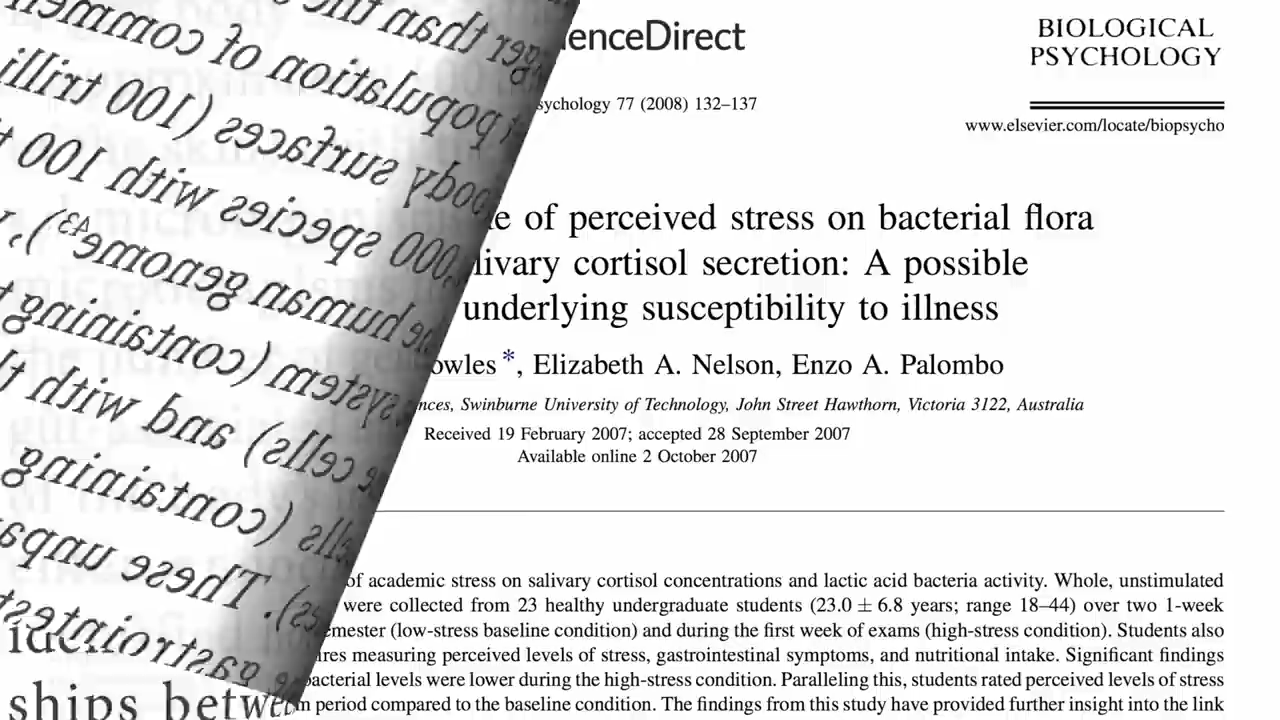 ienceDirect
BIOLOGICAL
PSYCHOLOGY
sychology 77 (2008) 132–137
www.elsevier.com/locate/biopsycho
e of perceived stress on bacterial flora
livary cortisol secretion: A possible
underlying susceptibility to illness
owles *, Elizabeth A. Nelson, Enzo A. Palombo
nces, Swinburne University of Technology, John Street Hawthorn, Victoria 3122, Australia
Received 19 February 2007; accepted 28 September 2007
Available online 2 October 2007
of academic stress on salivary cortisol concentrations and lactic acid bacteria activity. Whole, unstimulated
were collected from 23 healthy undergraduate students (23.0 ± 6.8 years; range 18–44) over two 1-week
emester (low-stress baseline condition) and during the first week of exams (high-stress condition). Students also
ires measuring perceived levels of stress, gastrointestinal symptoms, and nutritional intake. Significant findings
bacterial levels were lower during the high-stress condition. Paralleling this, students rated perceived levels of stress
n period compared to the baseline condition. The findings from this study have provided further insight into the link
ger than
population of commen
body surfaces (100 trilli
000 species with 100 t
human genome43),
system (containing
cells) and with t
cells (containing
These unpa
gastrointest
ships between